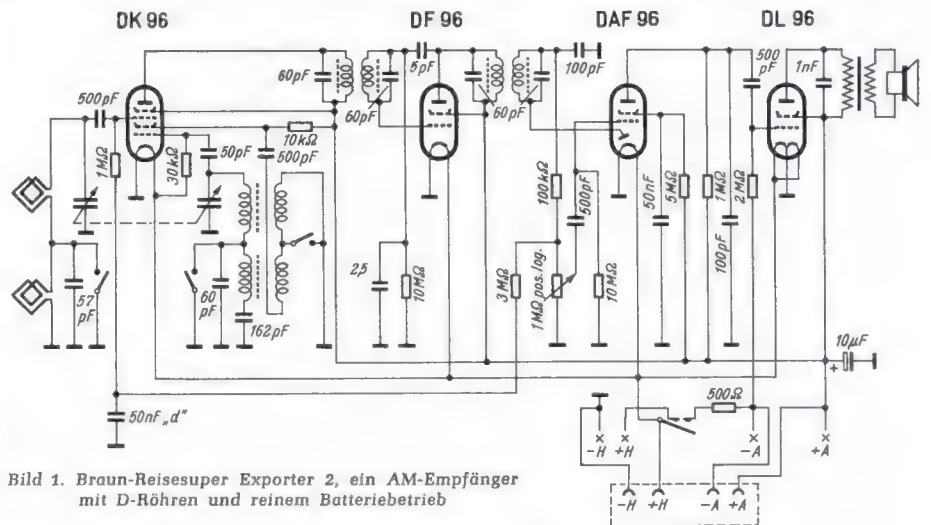 DK 96 DF 96 DAF 96 DL 96
60pF 5pF 100pF 500 pF 1nF
60pF 60pF
500pF
10kΩ
1MΩ 30kΩ 50pF 500pF
100kΩ 500pF 50nF 5MΩ 1MΩ 2MΩ
100pF
57 pF 60 pF 162pF
2,5 10MΩ 3MΩ 1MΩ pos./log. 10MΩ
10µF
+
50nF „d"
500Ω
-H +H -A +A
-H +H -A +A
Bild 1. Braun-Reisesuper Exporter 2, ein AM-Empfänger
mit D-Röhren und reinem Batteriebetrieb